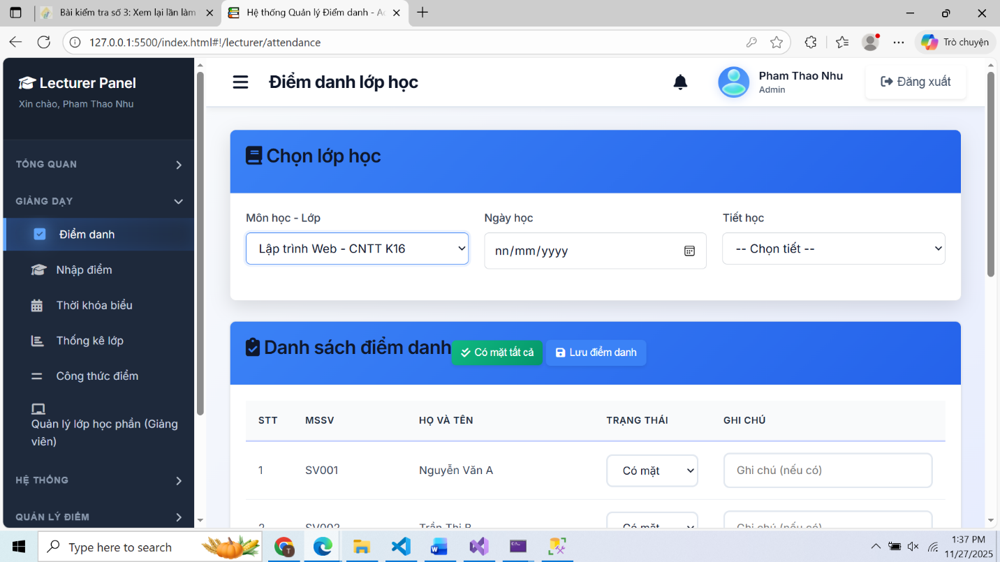 Bài kiểm tra số 3: Xem lại lần làm
Hệ thống Quản lý Điểm danh - Ad
127.0.0.1:5500/index.html#!/lecturer/attendance
Trò chuyện
Lecturer Panel
Xin chào, Pham Thao Nhu
TỔNG QUAN
GIẢNG DẠY
Điểm danh
Nhập điểm
Thời khóa biểu
Thống kê lớp
Công thức điểm
Quản lý lớp học phần (Giảng
viên)
HỆ THỐNG
QUẢN LÝ ĐIỂM
Điểm danh lớp học
Pham Thao Nhu
Admin
Đăng xuất
Chọn lớp học
Môn học - Lớp
Ngày học
Tiết học
Lập trình Web - CNTT K16
nn/mm/yyyy
-- Chọn tiết --
Danh sách điểm danh
Có mặt tất cả
Lưu điểm danh
STT MSSV HỌ VÀ TÊN TRẠNG THÁI GHI CHÚ
1 SV001 Nguyễn Văn A Có mặt Ghi chú (nếu có)
2 SV002 Trần Thị B Có mặt Ghi chú (nếu có)
Type here to search
T
1:37 PM
11/27/2025